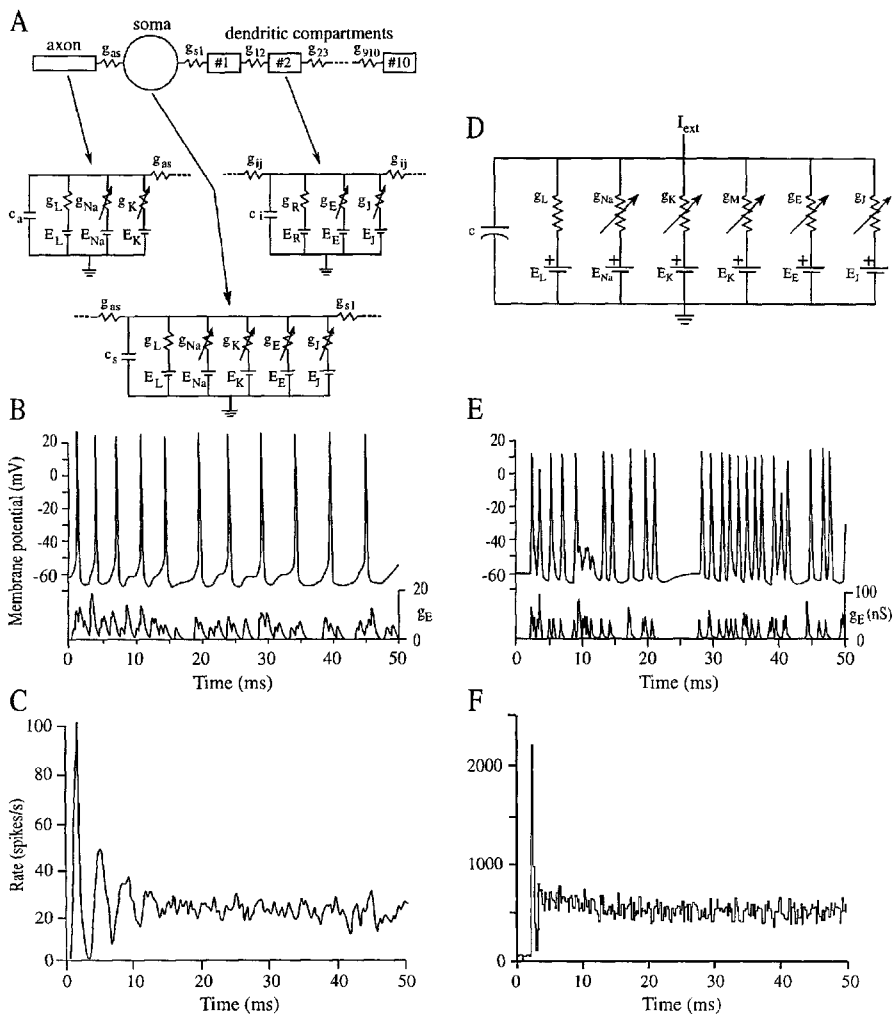 A
axon
g_as
soma
g_s1
dendritic compartments
#1
g_12
#2
g_23
g_910
#10
g_as
c_a
g_L
g_Na
g_K
E_L
E_Na
E_K
g_ij
g_ij
c_i
g_R
g_E
g_J
E_R
E_E
E_J
g_as
g_s1
c_s
g_L
g_Na
g_K
g_E
g_J
E_L
E_Na
E_K
E_E
E_J
B
Membrane potential (mV)
20
0
-20
-40
-60
20
g_E
0
0 10 20 30 40 50
Time (ms)
C
Rate (spikes/s)
100
80
60
40
20
0
0 10 20 30 40 50
Time (ms)
D
I_ext
c
g_L
g_Na
g_K
g_M
g_E
g_J
+ + + + + +
E_L
E_Na
E_K
E_K
E_E
E_J
E
20
0
-20
-40
-60
100
g_E (nS)
0
0 10 20 30 40 50
Time (ms)
F
2000
1000
0
0 10 20 30 40 50
Time (ms)